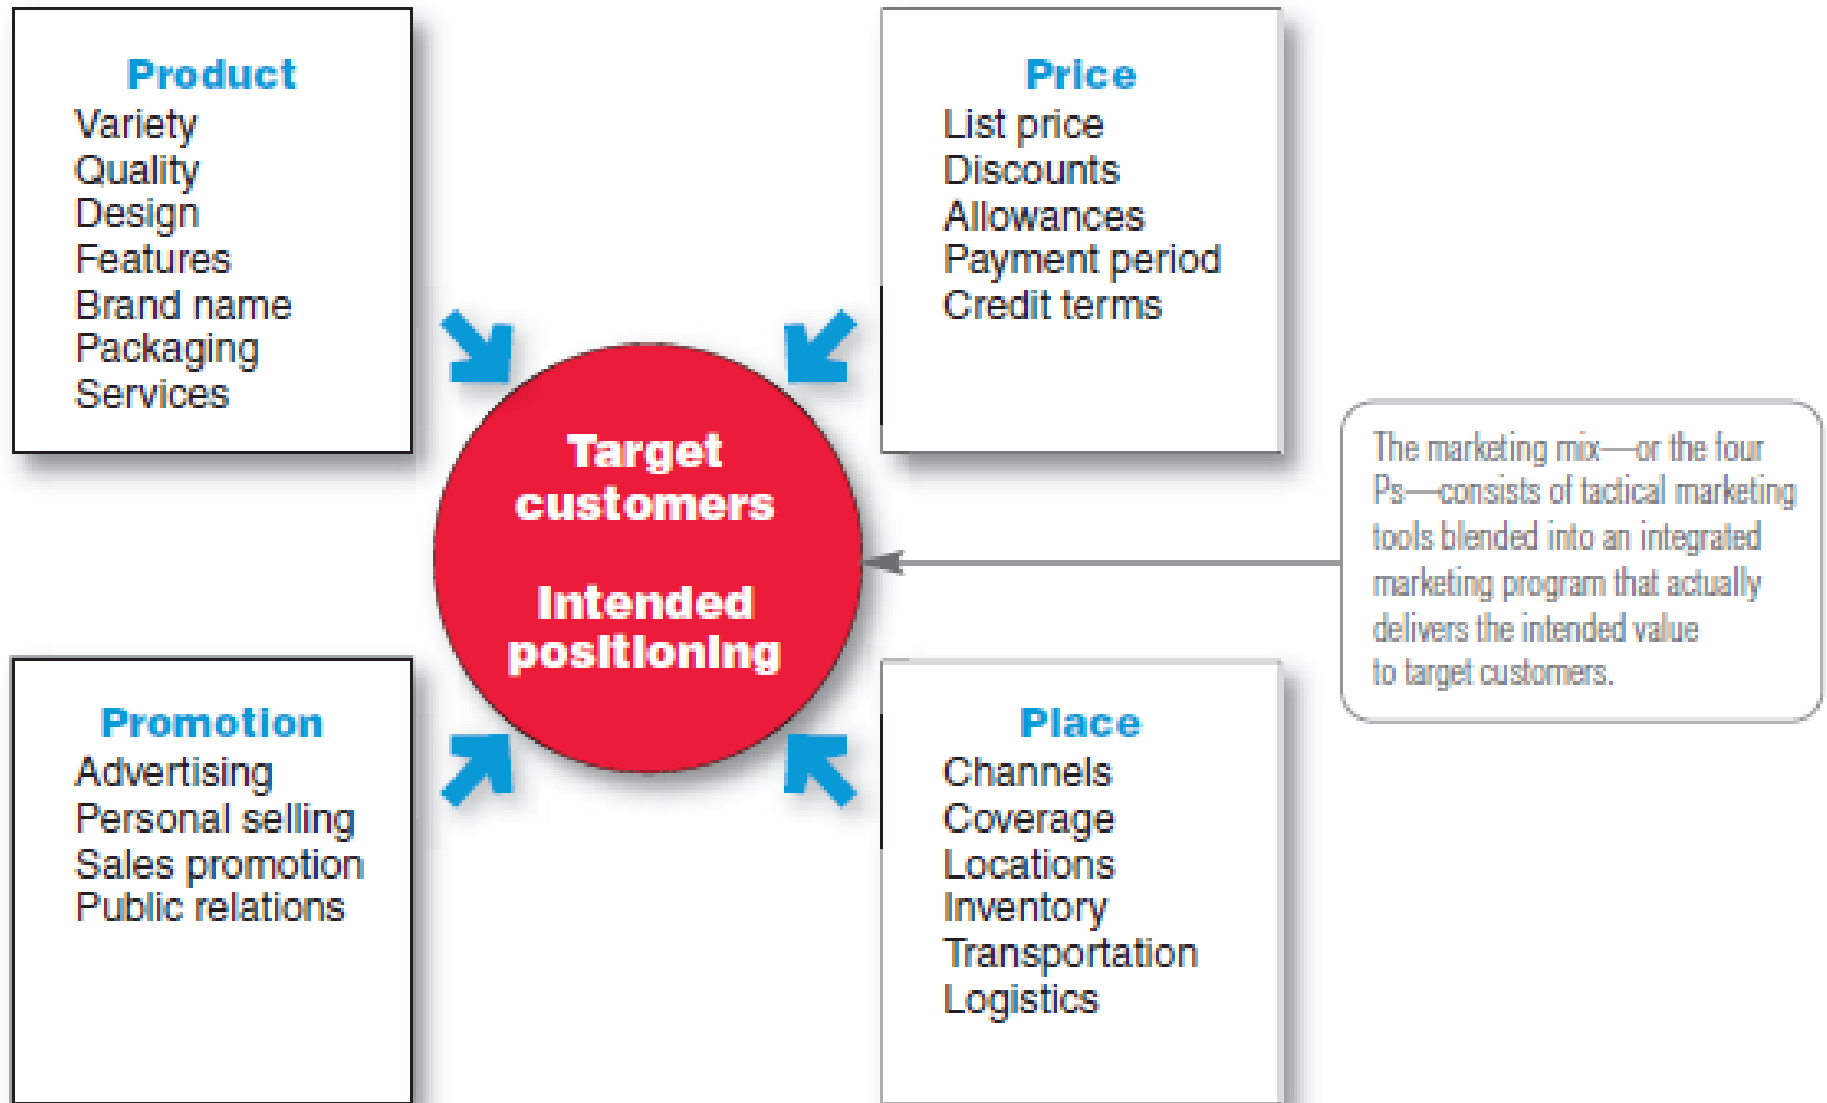 Product
Variety
Quality
Design
Features
Brand name
Packaging
Services
Price
List price
Discounts
Allowances
Payment period
Credit terms
Target
customers
Intended
positioning
The marketing mix—or the four
Ps—consists of tactical marketing
tools blended into an integrated
marketing program that actually
delivers the intended value
to target customers.
Promotion
Advertising
Personal selling
Sales promotion
Public relations
Place
Channels
Coverage
Locations
Inventory
Transportation
Logistics